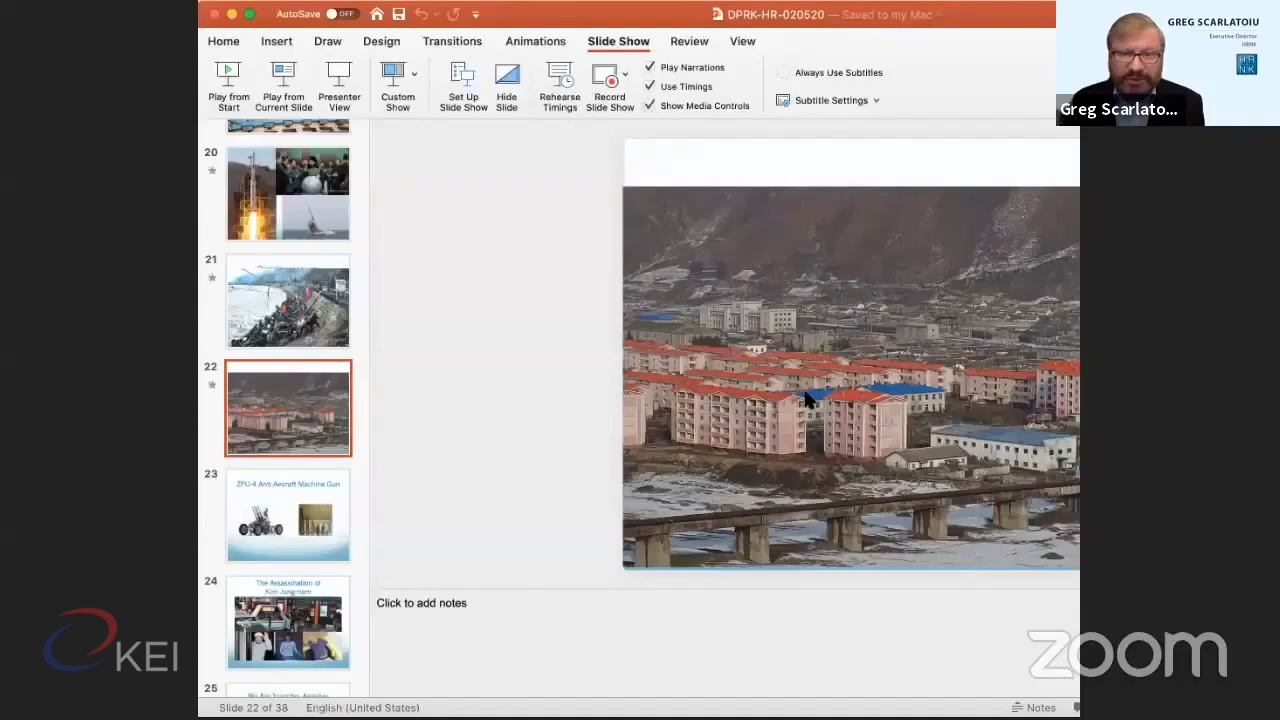 AutoSave OFF
DPRK-HR-020520 — Saved to my Mac
Home Insert Draw Design Transitions Animations Slide Show Review View
Play from Start
Play from Current Slide
Presenter View
Custom Show
Set Up Slide Show
Hide Slide
Rehearse Timings
Record Slide Show
Play Narrations
Use Timings
Show Media Controls
Always Use Subtitles
Subtitle Settings
GREG SCARLATOIU
Executive Director
HRNK
HR
NK
Greg Scarlato...
20
21
22
23
ZPU-4 Anti-Aircraft Machine Gun
24
The Assassination of
Kim Jong-nam
25
Click to add notes
KEI
zoom
Slide 22 of 38 English (United States)
Notes